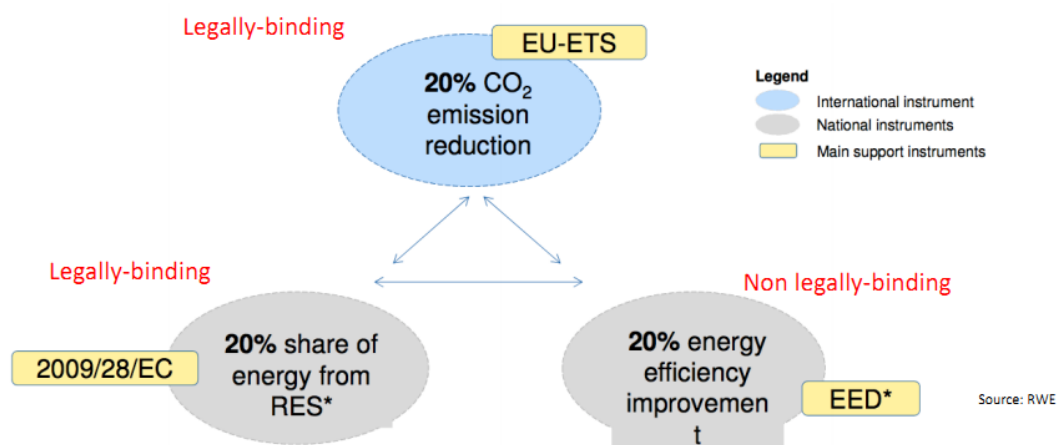 Legally-binding
EU-ETS
20% CO₂
emission
reduction
Legend
International instrument
National instruments
Main support instruments
Legally-binding
Non legally-binding
20% share of
energy from
RES*
2009/28/EC
20% energy
efficiency
improvemen
t
EED*
Source: RWE